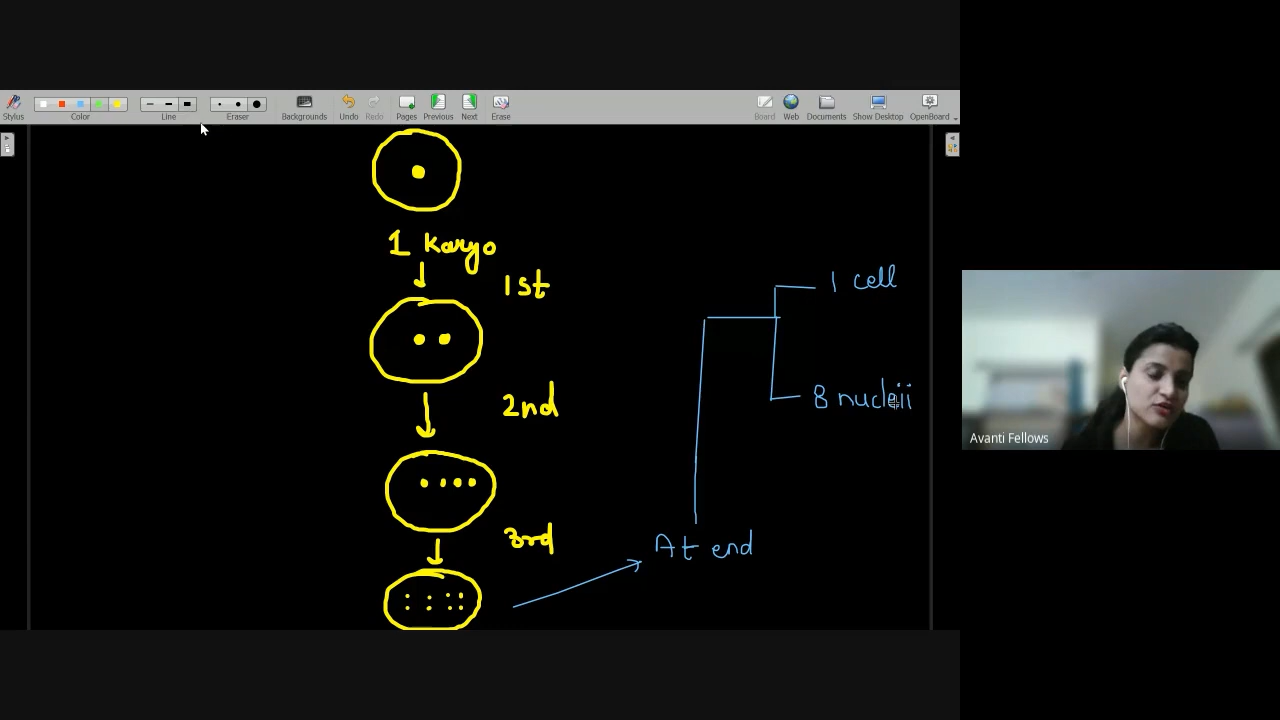 Stylus
Color
Line
Eraser
Backgrounds
Undo
Redo
Pages
Previous
Next
Erase
Board
Web
Documents
Show Desktop
OpenBoard
1 Karyo
1st
2nd
3rd
1 cell
8 nucleii
At end
Avanti Fellows